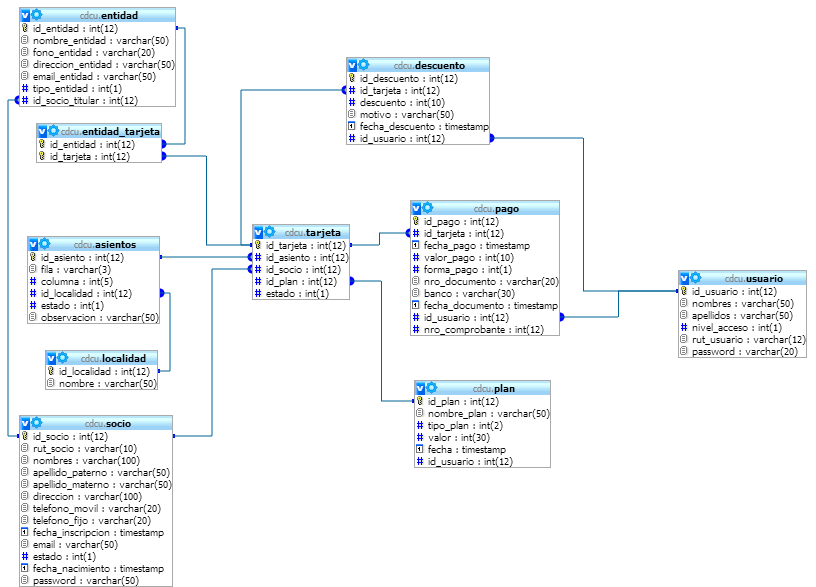 cdcu.entidad
id_entidad : int(12)
nombre_entidad : varchar(50)
fono_entidad : varchar(20)
direccion_entidad : varchar(50)
email_entidad : varchar(50)
tipo_entidad : int(1)
id_socio_titular : int(12)
cdcu.entidad_tarjeta
id_entidad : int(12)
id_tarjeta : int(12)
cdcu.asientos
id_asiento : int(12)
fila : varchar(3)
columna : int(5)
id_localidad : int(12)
estado : int(1)
observacion : varchar(50)
cdcu.localidad
id_localidad : int(12)
nombre : varchar(50)
cdcu.socio
id_socio : int(12)
rut_socio : varchar(10)
nombres : varchar(100)
apellido_paterno : varchar(50)
apellido_materno : varchar(50)
direccion : varchar(100)
telefono_movil : varchar(20)
telefono_fijo : varchar(20)
fecha_inscripcion : timestamp
email : varchar(50)
estado : int(1)
fecha_nacimiento : timestamp
password : varchar(50)
cdcu.tarjeta
id_tarjeta : int(12)
id_asiento : int(12)
id_socio : int(12)
id_plan : int(12)
estado : int(1)
cdcu.descuento
id_descuento : int(12)
id_tarjeta : int(12)
descuento : int(10)
motivo : varchar(50)
fecha_descuento : timestamp
id_usuario : int(12)
cdcu.pago
id_pago : int(12)
id_tarjeta : int(12)
fecha_pago : timestamp
valor_pago : int(10)
forma_pago : int(1)
nro_documento : varchar(20)
banco : varchar(30)
fecha_documento : timestamp
id_usuario : int(12)
nro_comprobante : int(12)
cdcu.plan
id_plan : int(12)
nombre_plan : varchar(50)
tipo_plan : int(2)
valor : int(30)
fecha : timestamp
id_usuario : int(12)
cdcu.usuario
id_usuario : int(12)
nombres : varchar(50)
apellidos : varchar(50)
nivel_acceso : int(1)
rut_usuario : varchar(12)
password : varchar(20)